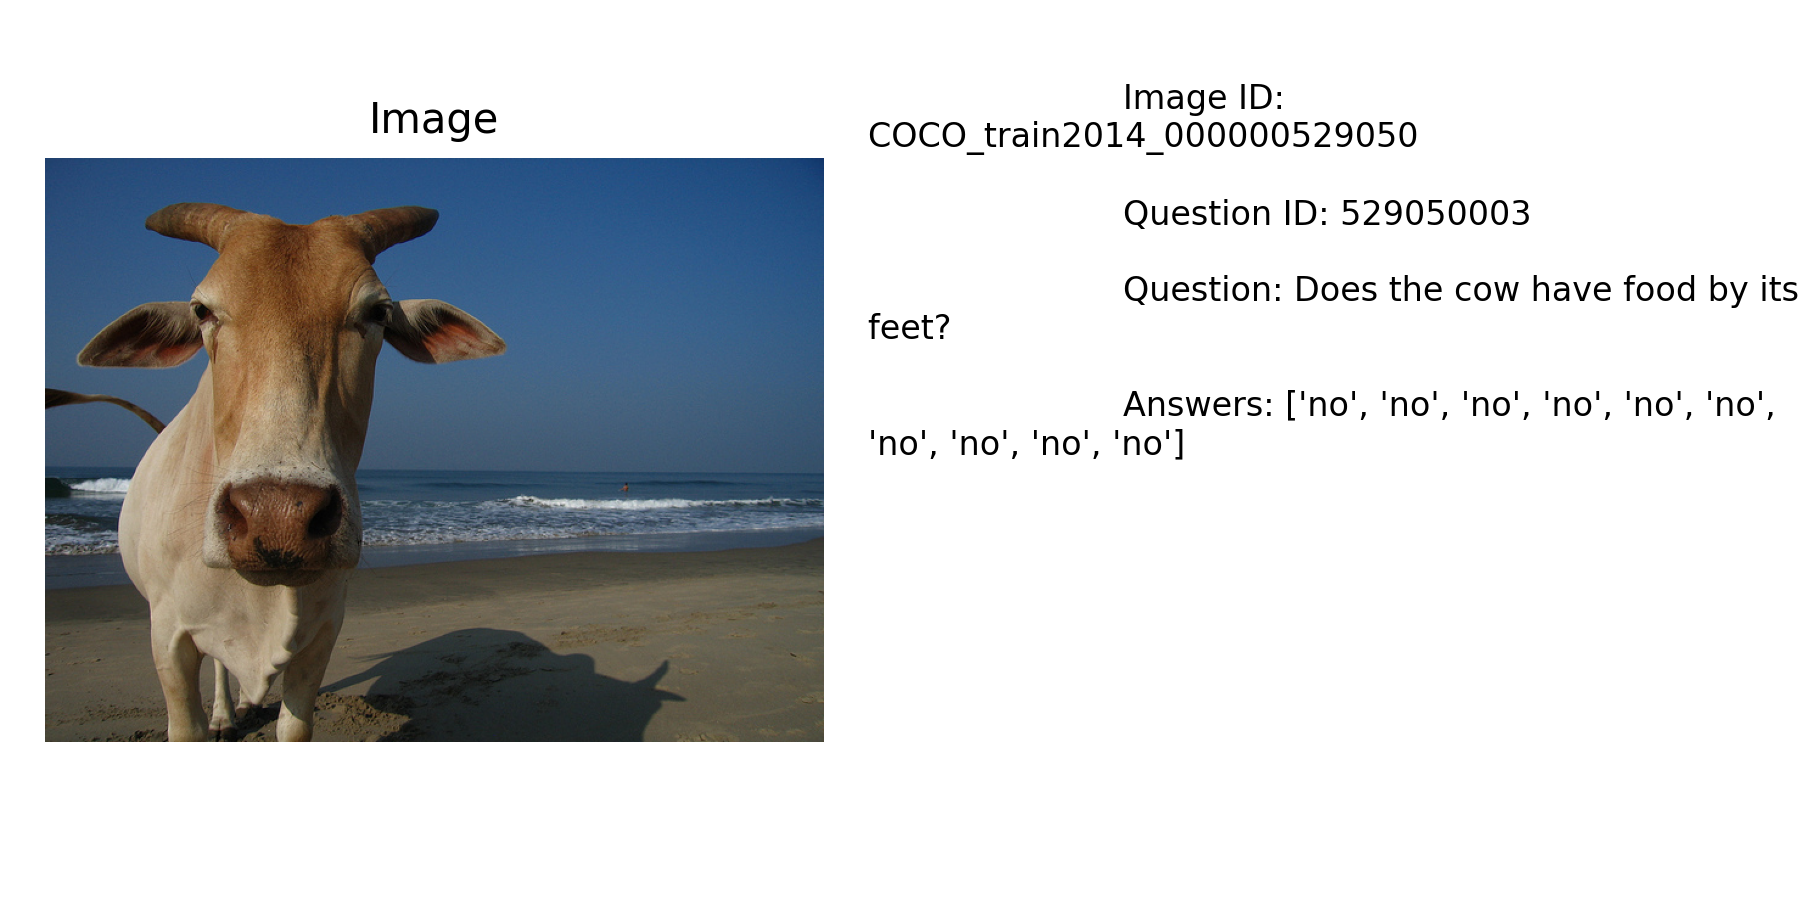 Image
Image ID:
COCO_train2014_000000529050
Question ID: 529050003
Question: Does the cow have food by its
feet?
Answers: ['no', 'no', 'no', 'no', 'no', 'no',
'no', 'no', 'no', 'no']